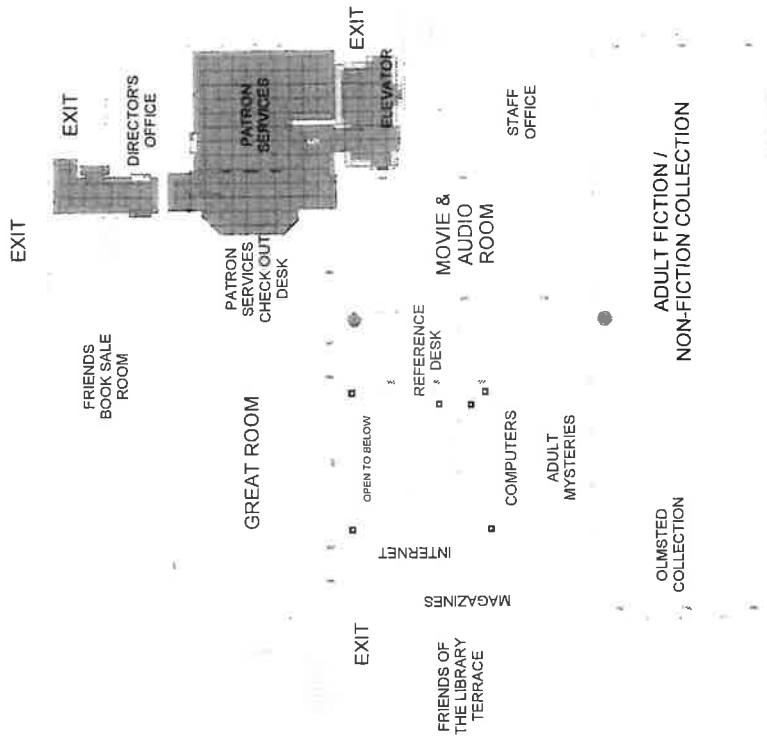 EXIT
EXIT
DIRECTOR'S
OFFICE
PATRON
SERVICES
EXIT
ELEVATOR
FRIENDS
BOOK SALE
ROOM
PATRON
SERVICES
CHECK OUT
DESK
GREAT ROOM
OPEN TO BELOW
REFERENCE
DESK
MOVIE &
AUDIO
ROOM
STAFF
OFFICE
INTERNET
MAGAZINES
COMPUTERS
ADULT
MYSTERIES
EXIT
FRIENDS OF
THE LIBRARY
TERRACE
OLMSTED
COLLECTION
ADULT FICTION /
NON-FICTION COLLECTION